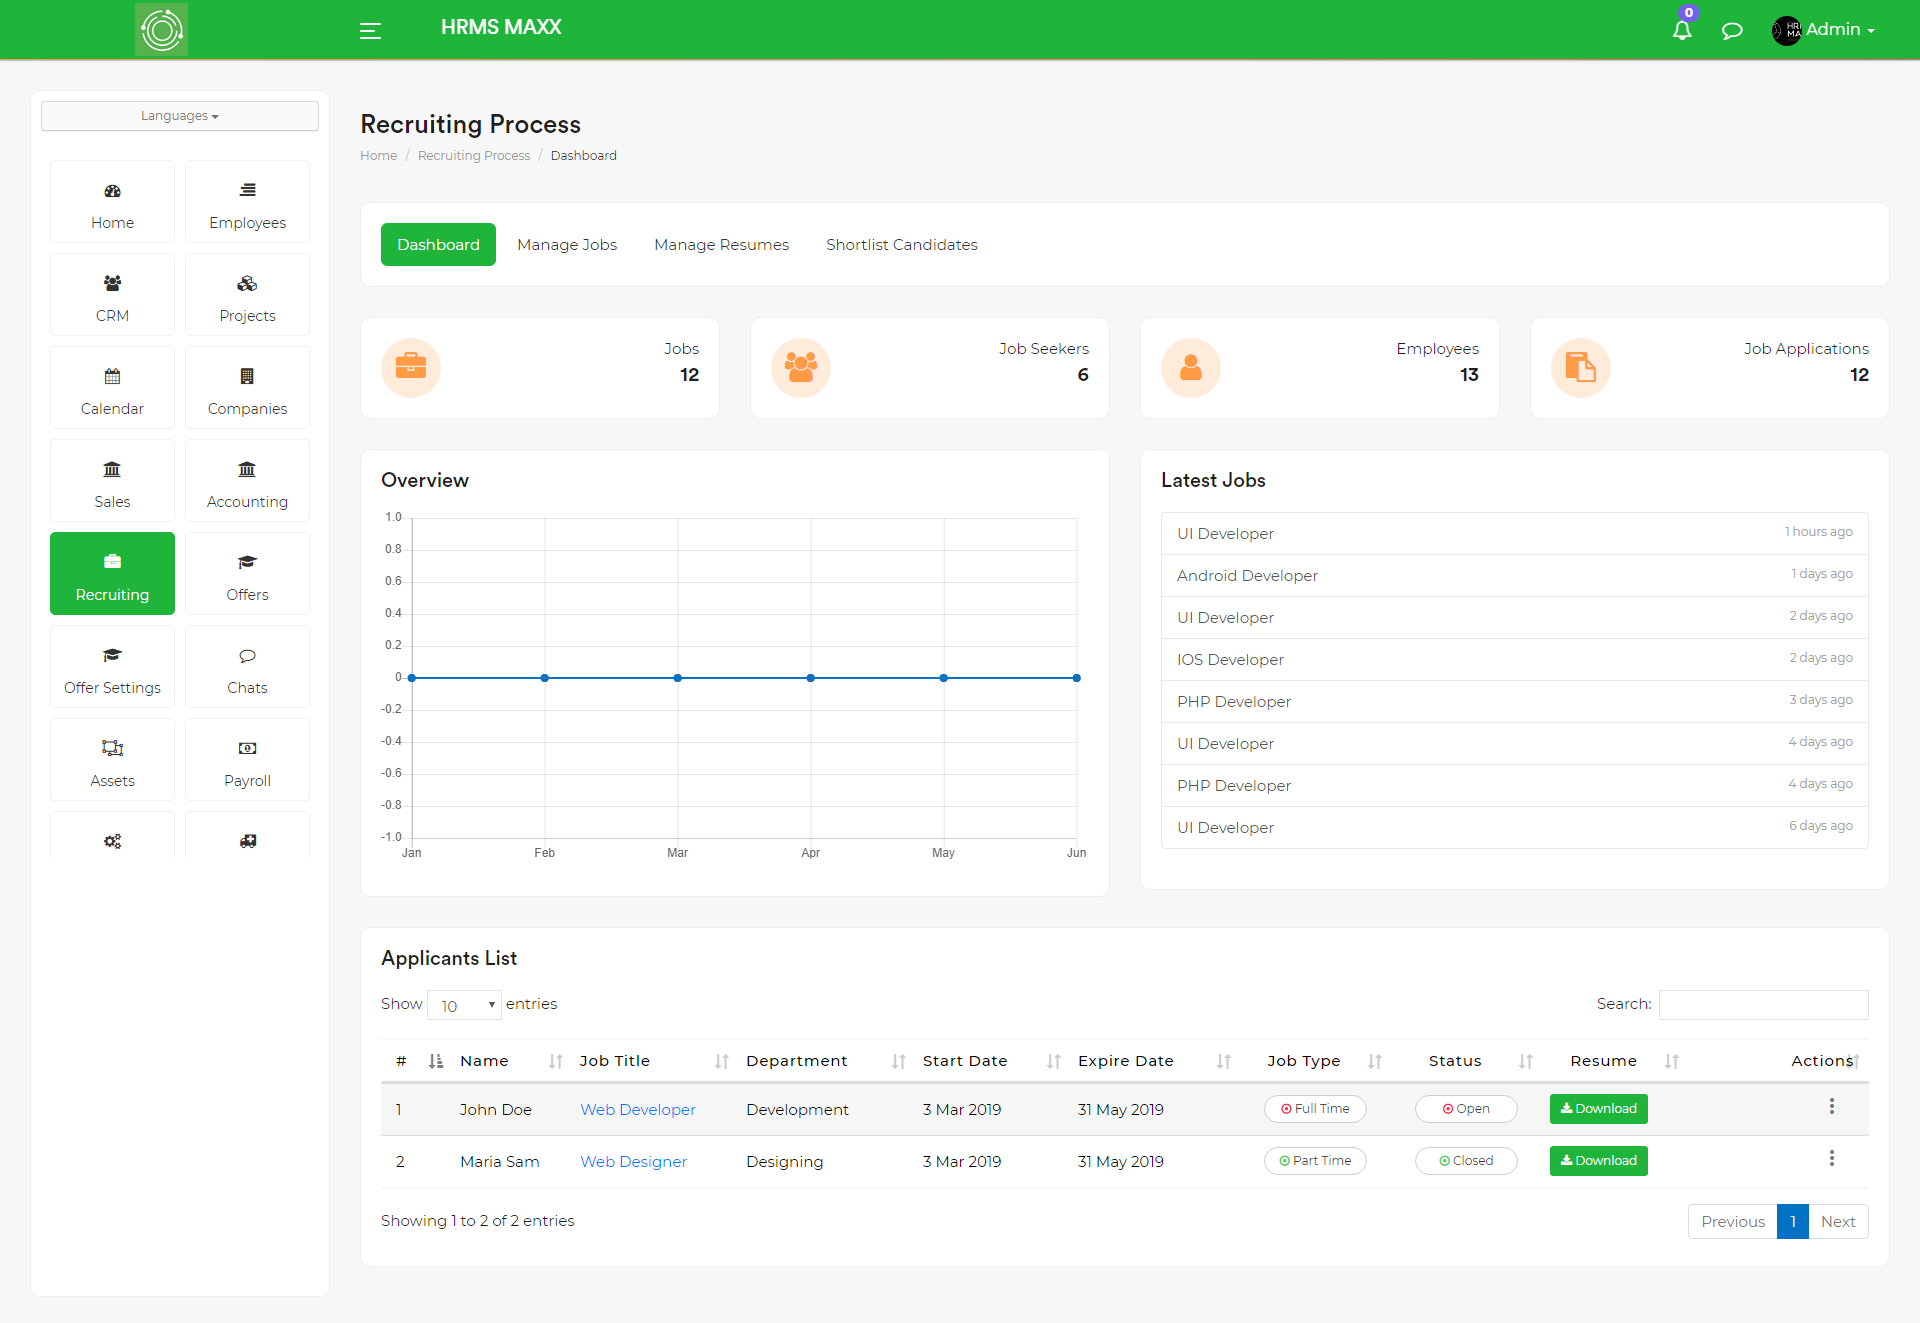 HRMS MAXX
0
HR
MA
Admin
Languages
Home
Employees
CRM
Projects
Calendar
Companies
Sales
Accounting
Recruiting
Offers
Offer Settings
Chats
Assets
Payroll
Recruiting Process
Home / Recruiting Process / Dashboard
Dashboard Manage Jobs Manage Resumes Shortlist Candidates
Jobs
12
Job Seekers
6
Employees
13
Job Applications
12
Overview
1.0
0.8
0.6
0.4
0.2
0
-0.2
-0.4
-0.6
-0.8
-1.0
Jan Feb Mar Apr May Jun
Latest Jobs
UI Developer 1 hours ago
Android Developer 1 days ago
UI Developer 2 days ago
IOS Developer 2 days ago
PHP Developer 3 days ago
UI Developer 4 days ago
PHP Developer 4 days ago
UI Developer 6 days ago
Applicants List
Show 10 entries
Search:
# Name Job Title Department Start Date Expire Date Job Type Status Resume Actions
1 John Doe Web Developer Development 3 Mar 2019 31 May 2019 Full Time Open Download
2 Maria Sam Web Designer Designing 3 Mar 2019 31 May 2019 Part Time Closed Download
Showing 1 to 2 of 2 entries
Previous 1 Next